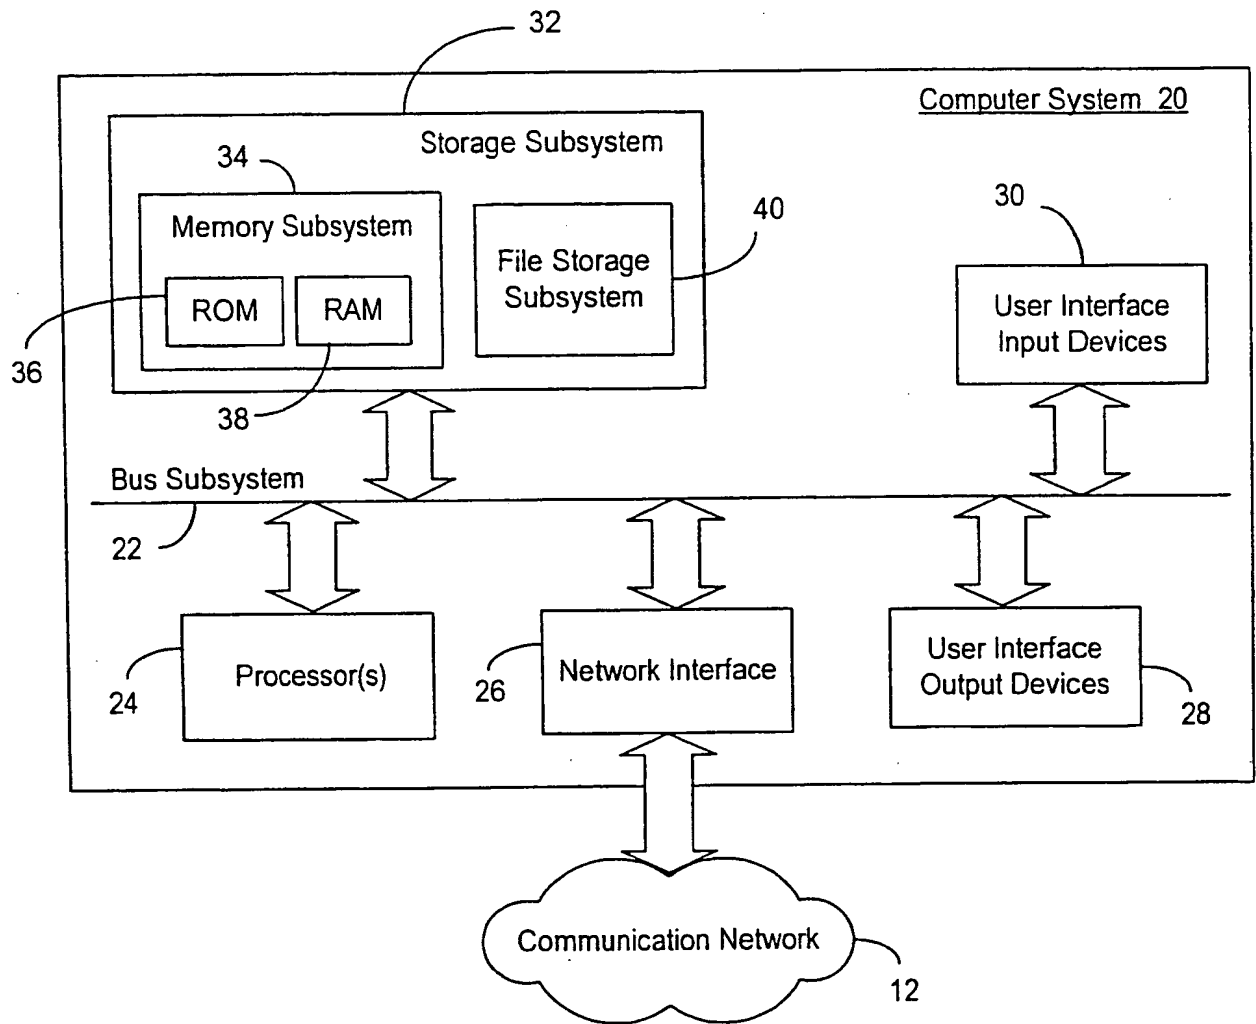 32
Computer System 20
Storage Subsystem
34
Memory Subsystem
40
30
File Storage
Subsystem
ROM
RAM
User Interface
Input Devices
36
38
Bus Subsystem
22
Processor(s)
24
Network Interface
26
User Interface
Output Devices
28
Communication Network
12